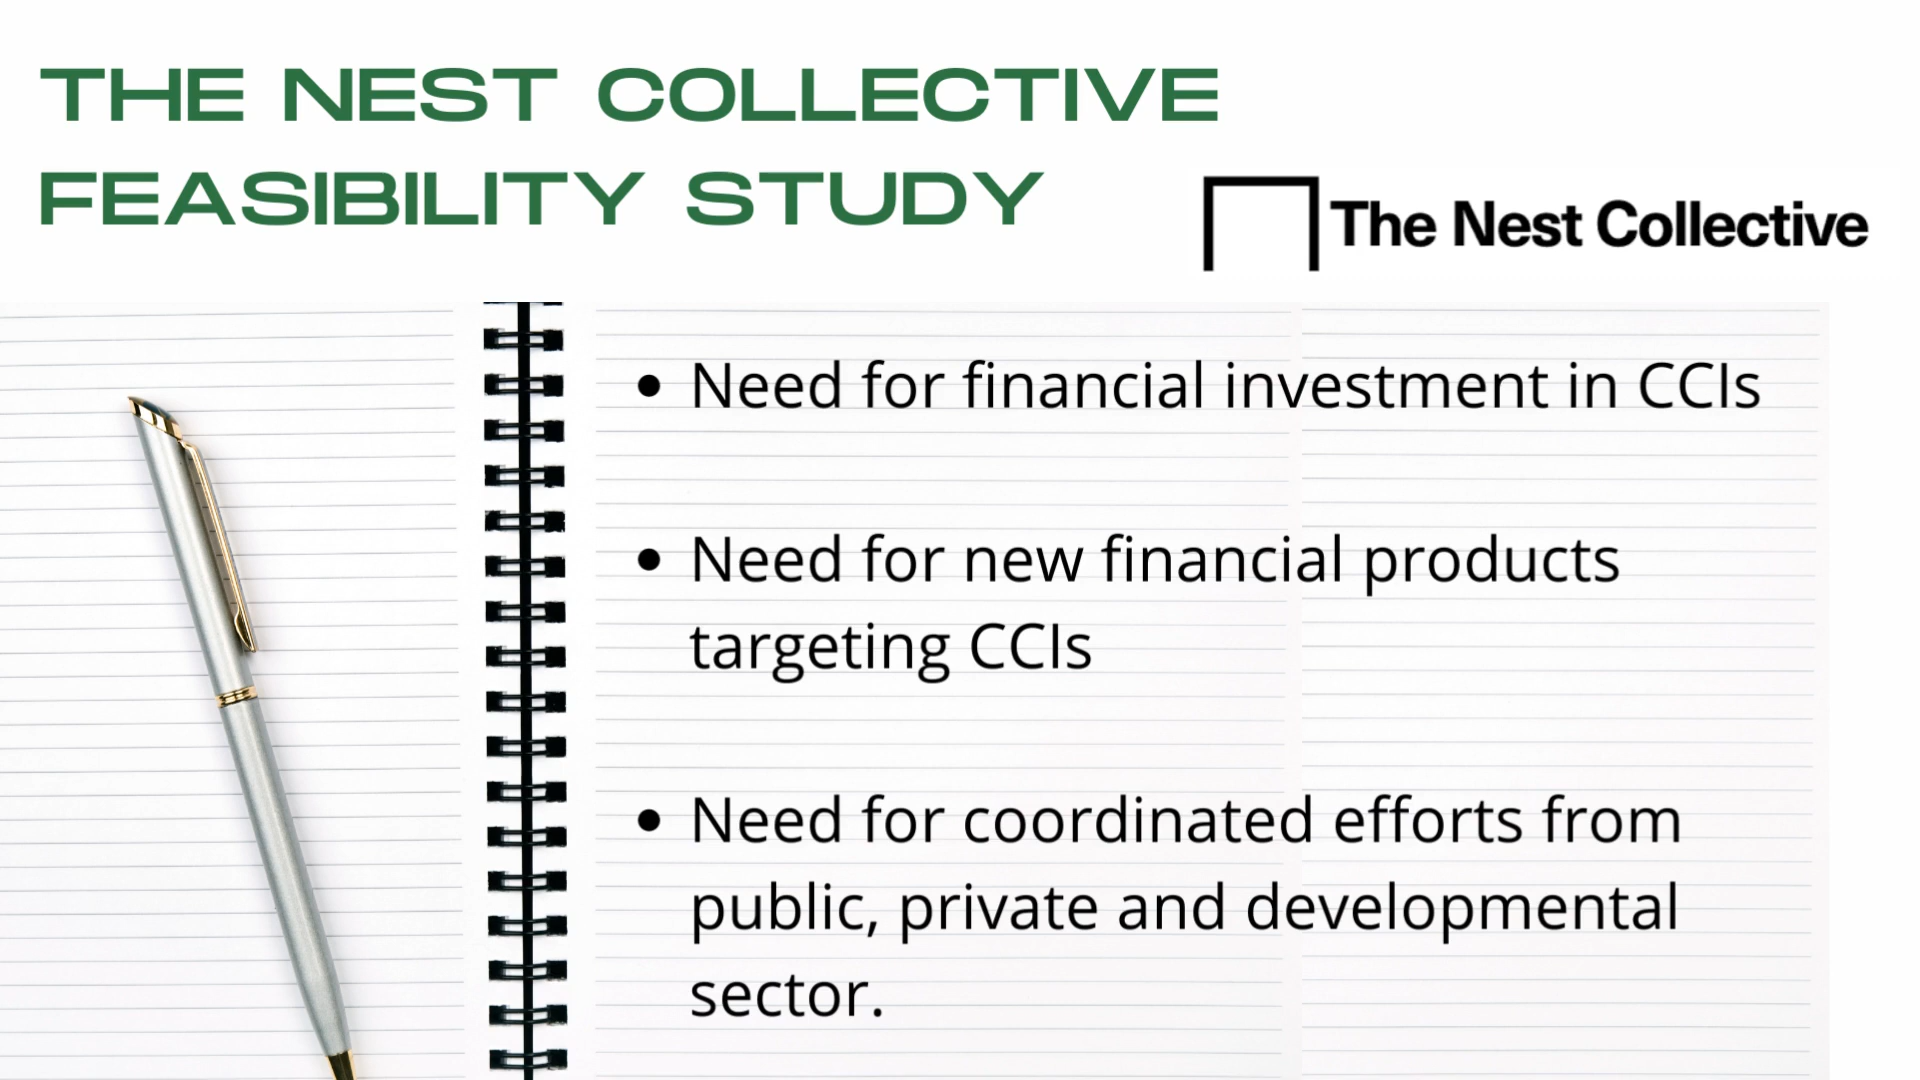 THE NEST COLLECTIVE
FEASIBILITY STUDY
The Nest Collective
• Need for financial investment in CCIs
• Need for new financial products
targeting CCIs
• Need for coordinated efforts from
public, private and developmental
sector.